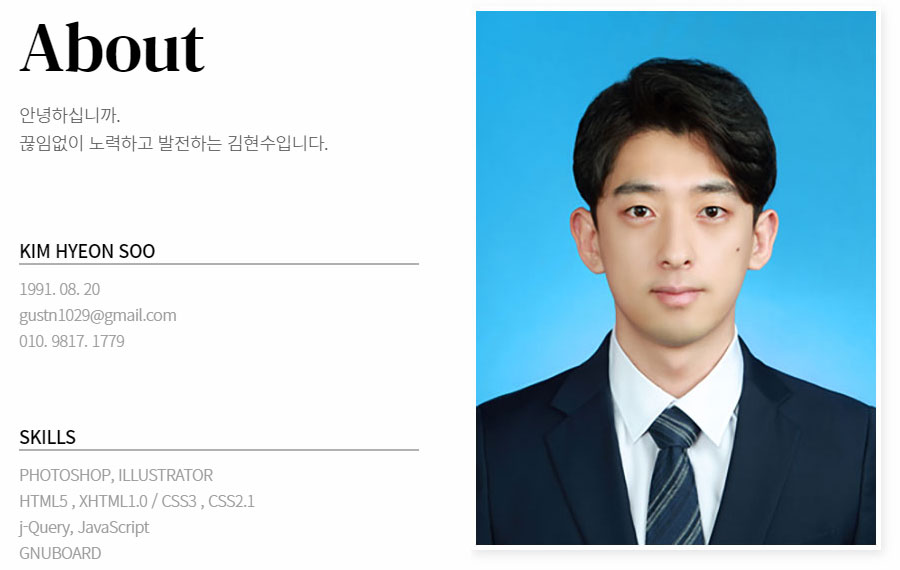 About
안녕하십니까.
끊임없이 노력하고 발전하는 김현수입니다.
KIM HYEON SOO
1991. 08. 20
gustn1029@gmail.com
010. 9817. 1779
SKILLS
PHOTOSHOP, ILLUSTRATOR
HTML5 , XHTML1.0 / CSS3 , CSS2.1
j-Query, JavaScript
GNUBOARD